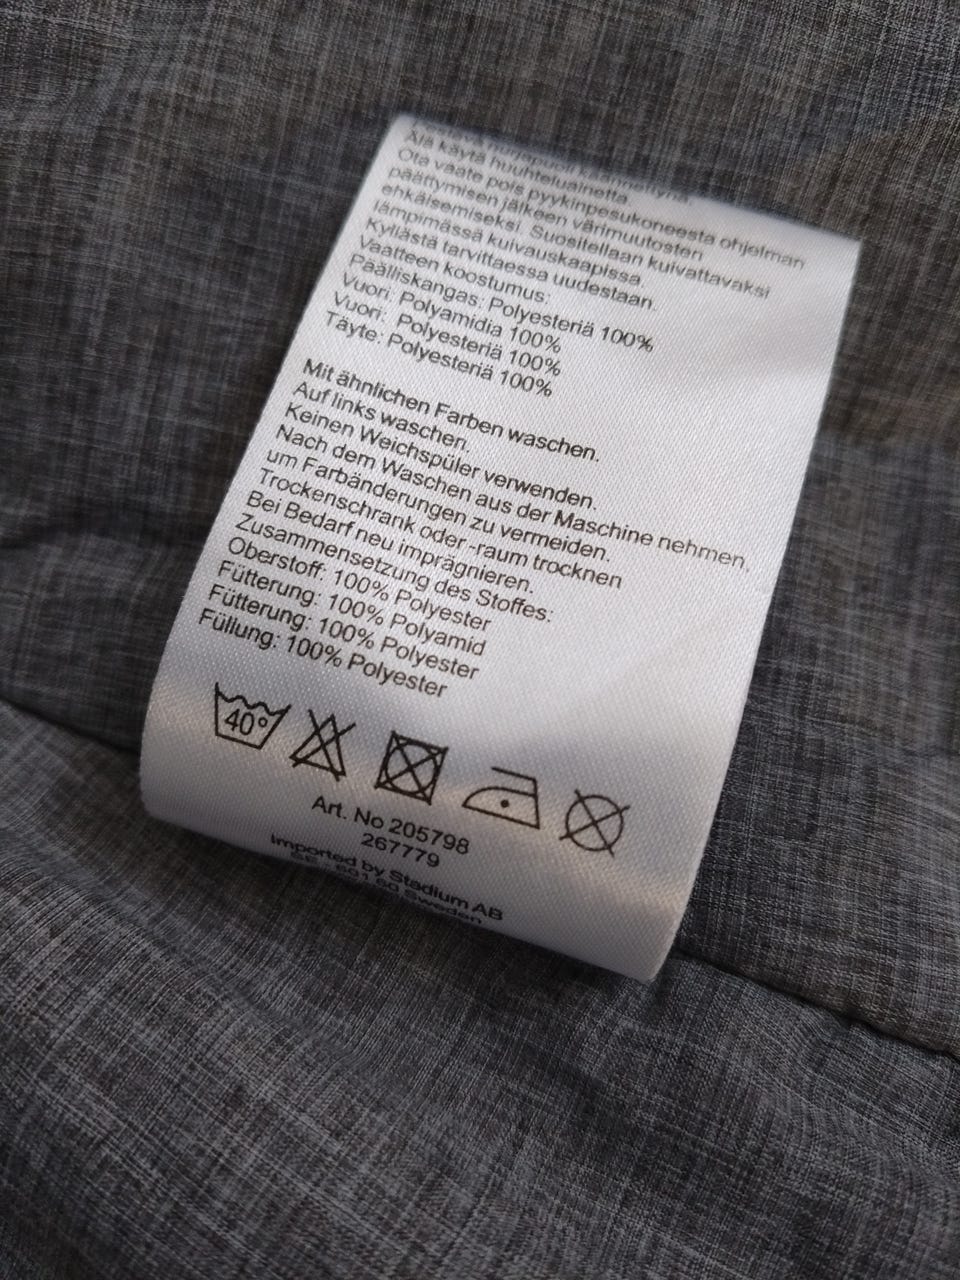 Älä käytä huuhteluainetta.
Ota vaate pois pyykinpesukoneesta ohjelman
päättymisen jälkeen värimuutosten
ehkäisemiseksi. Suositellaan kuivattavaksi
lämpimässä kuivauskaapissa.
Kyllästä tarvittaessa uudestaan.
Vaatteen koostumus:
Päälliskangas: Polyesteriä 100%
Vuori: Polyamidia 100%
Vuori: Polyesteriä 100%
Täyte: Polyesteriä 100%
Mit ähnlichen Farben waschen.
Auf links waschen.
Keinen Weichspüler verwenden.
Nach dem Waschen aus der Maschine nehmen,
um Farbänderungen zu vermeiden.
Trockenschrank oder -raum trocknen
Bei Bedarf neu imprägnieren.
Zusammensetzung des Stoffes:
Oberstoff: 100% Polyester
Fütterung: 100% Polyamid
Fütterung: 100% Polyester
Füllung: 100% Polyester
40°
Art. No 205798
267779
Imported by Stadium AB
SE - 601 60 Sweden